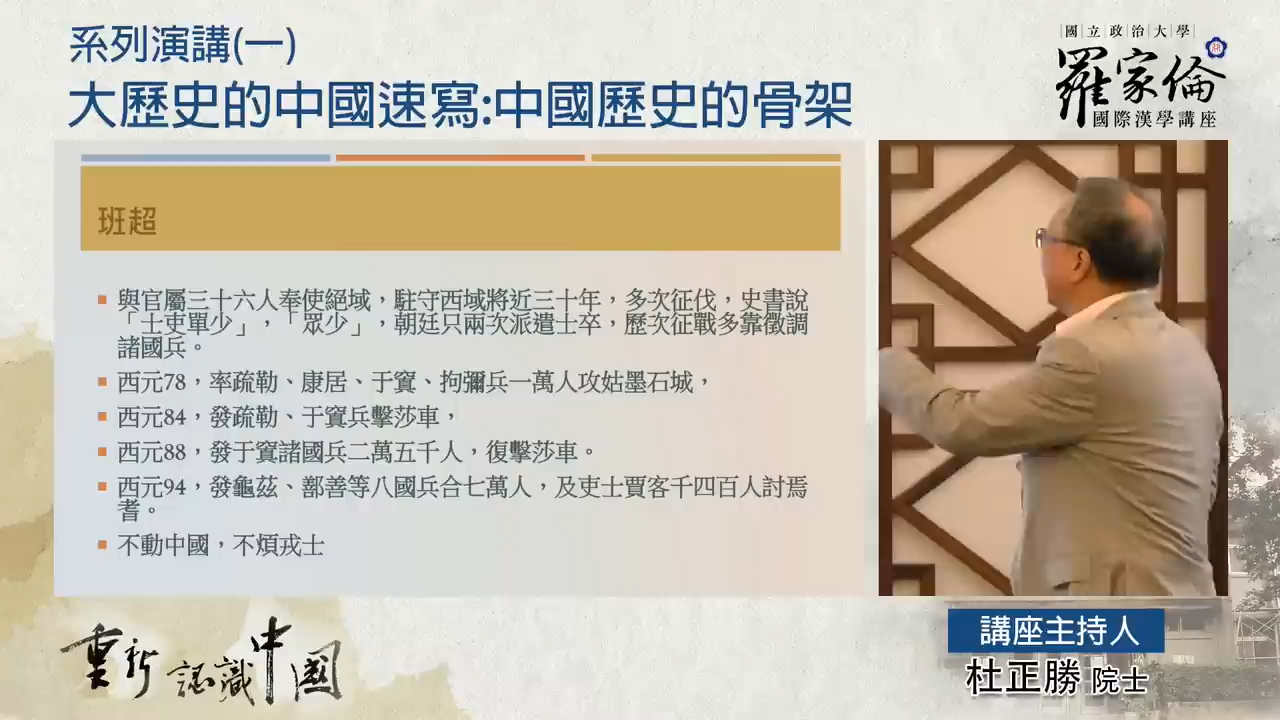 系列演講(一)
大歷史的中國速寫:中國歷史的骨架
國立政治大學
羅家倫
國際漢學講座
班超
與官屬三十六人奉使絕域，駐守西域將近三十年，多次征伐，史書說
「士吏單少」，「眾少」，朝廷只兩次派遣士卒，歷次征戰多靠徵調
諸國兵。
西元78，率疏勒、康居、于窴、拘彌兵一萬人攻姑墨石城，
西元84，發疏勒、于窴兵擊莎車，
西元88，發于窴諸國兵二萬五千人，復擊莎車。
西元94，發龜茲、鄯善等八國兵合七萬人，及吏士賈客千四百人討焉
耆。
不動中國，不煩戎士
重新認識中國
講座主持人
杜正勝 院士